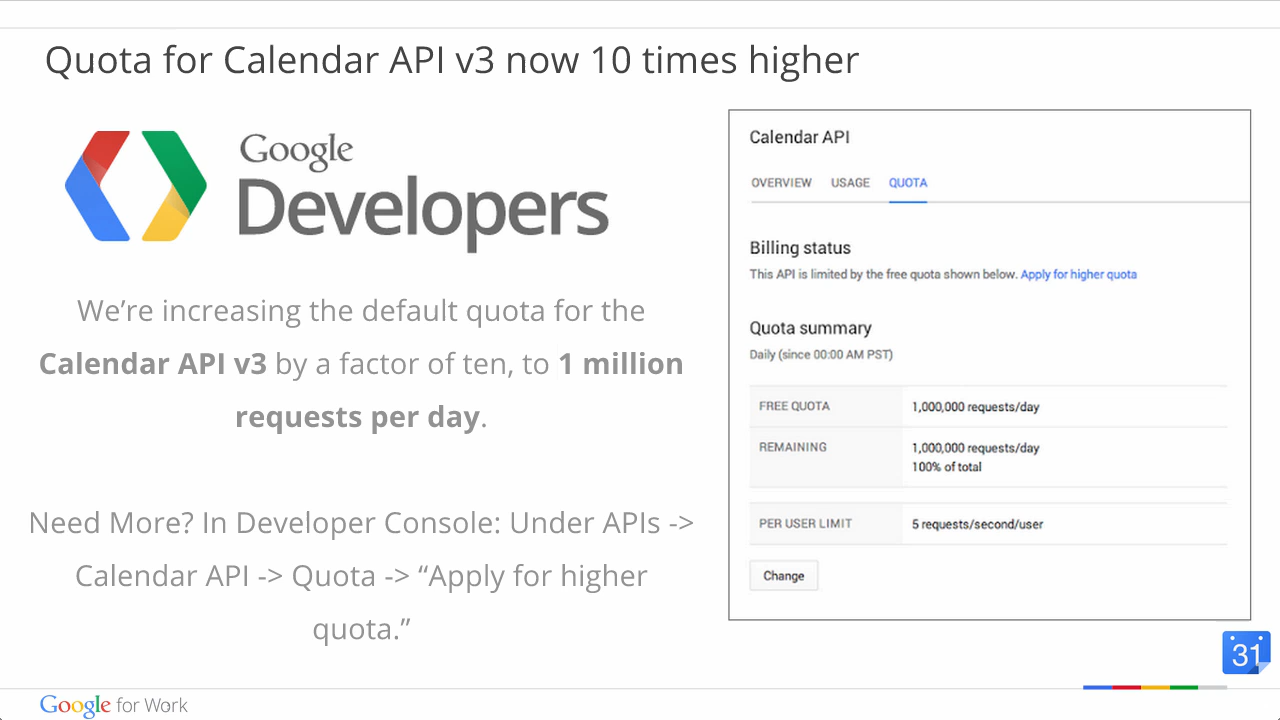 Quota for Calendar API v3 now 10 times higher
Google
Developers
We’re increasing the default quota for the
Calendar API v3 by a factor of ten, to 1 million
requests per day.
Need More? In Developer Console: Under APIs ->
Calendar API -> Quota -> “Apply for higher
quota.”
Calendar API
OVERVIEW USAGE QUOTA
Billing status
This API is limited by the free quota shown below. Apply for higher quota
Quota summary
Daily (since 00:00 AM PST)
FREE QUOTA 1,000,000 requests/day
REMAINING 1,000,000 requests/day
100% of total
PER USER LIMIT 5 requests/second/user
Change
31
Google for Work